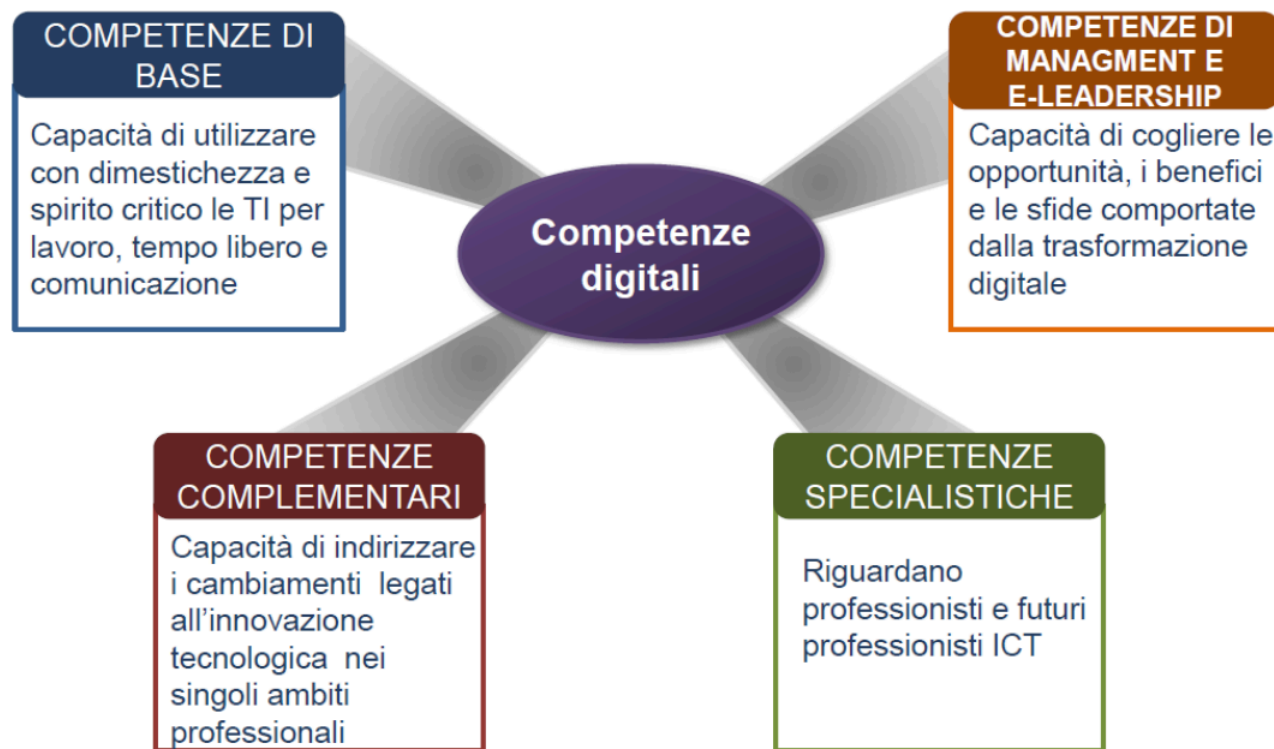 COMPETENZE DI
BASE
Capacità di utilizzare
con dimestichezza e
spirito critico le TI per
lavoro, tempo libero e
comunicazione
COMPETENZE DI
MANAGMENT E
E-LEADERSHIP
Capacità di cogliere le
opportunità, i benefici
e le sfide comportate
dalla trasformazione
digitale
Competenze
digitali
COMPETENZE
COMPLEMENTARI
Capacità di indirizzare
i cambiamenti legati
all'innovazione
tecnologica nei
singoli ambiti
professionali
COMPETENZE
SPECIALISTICHE
Riguardano
professionisti e futuri
professionisti ICT